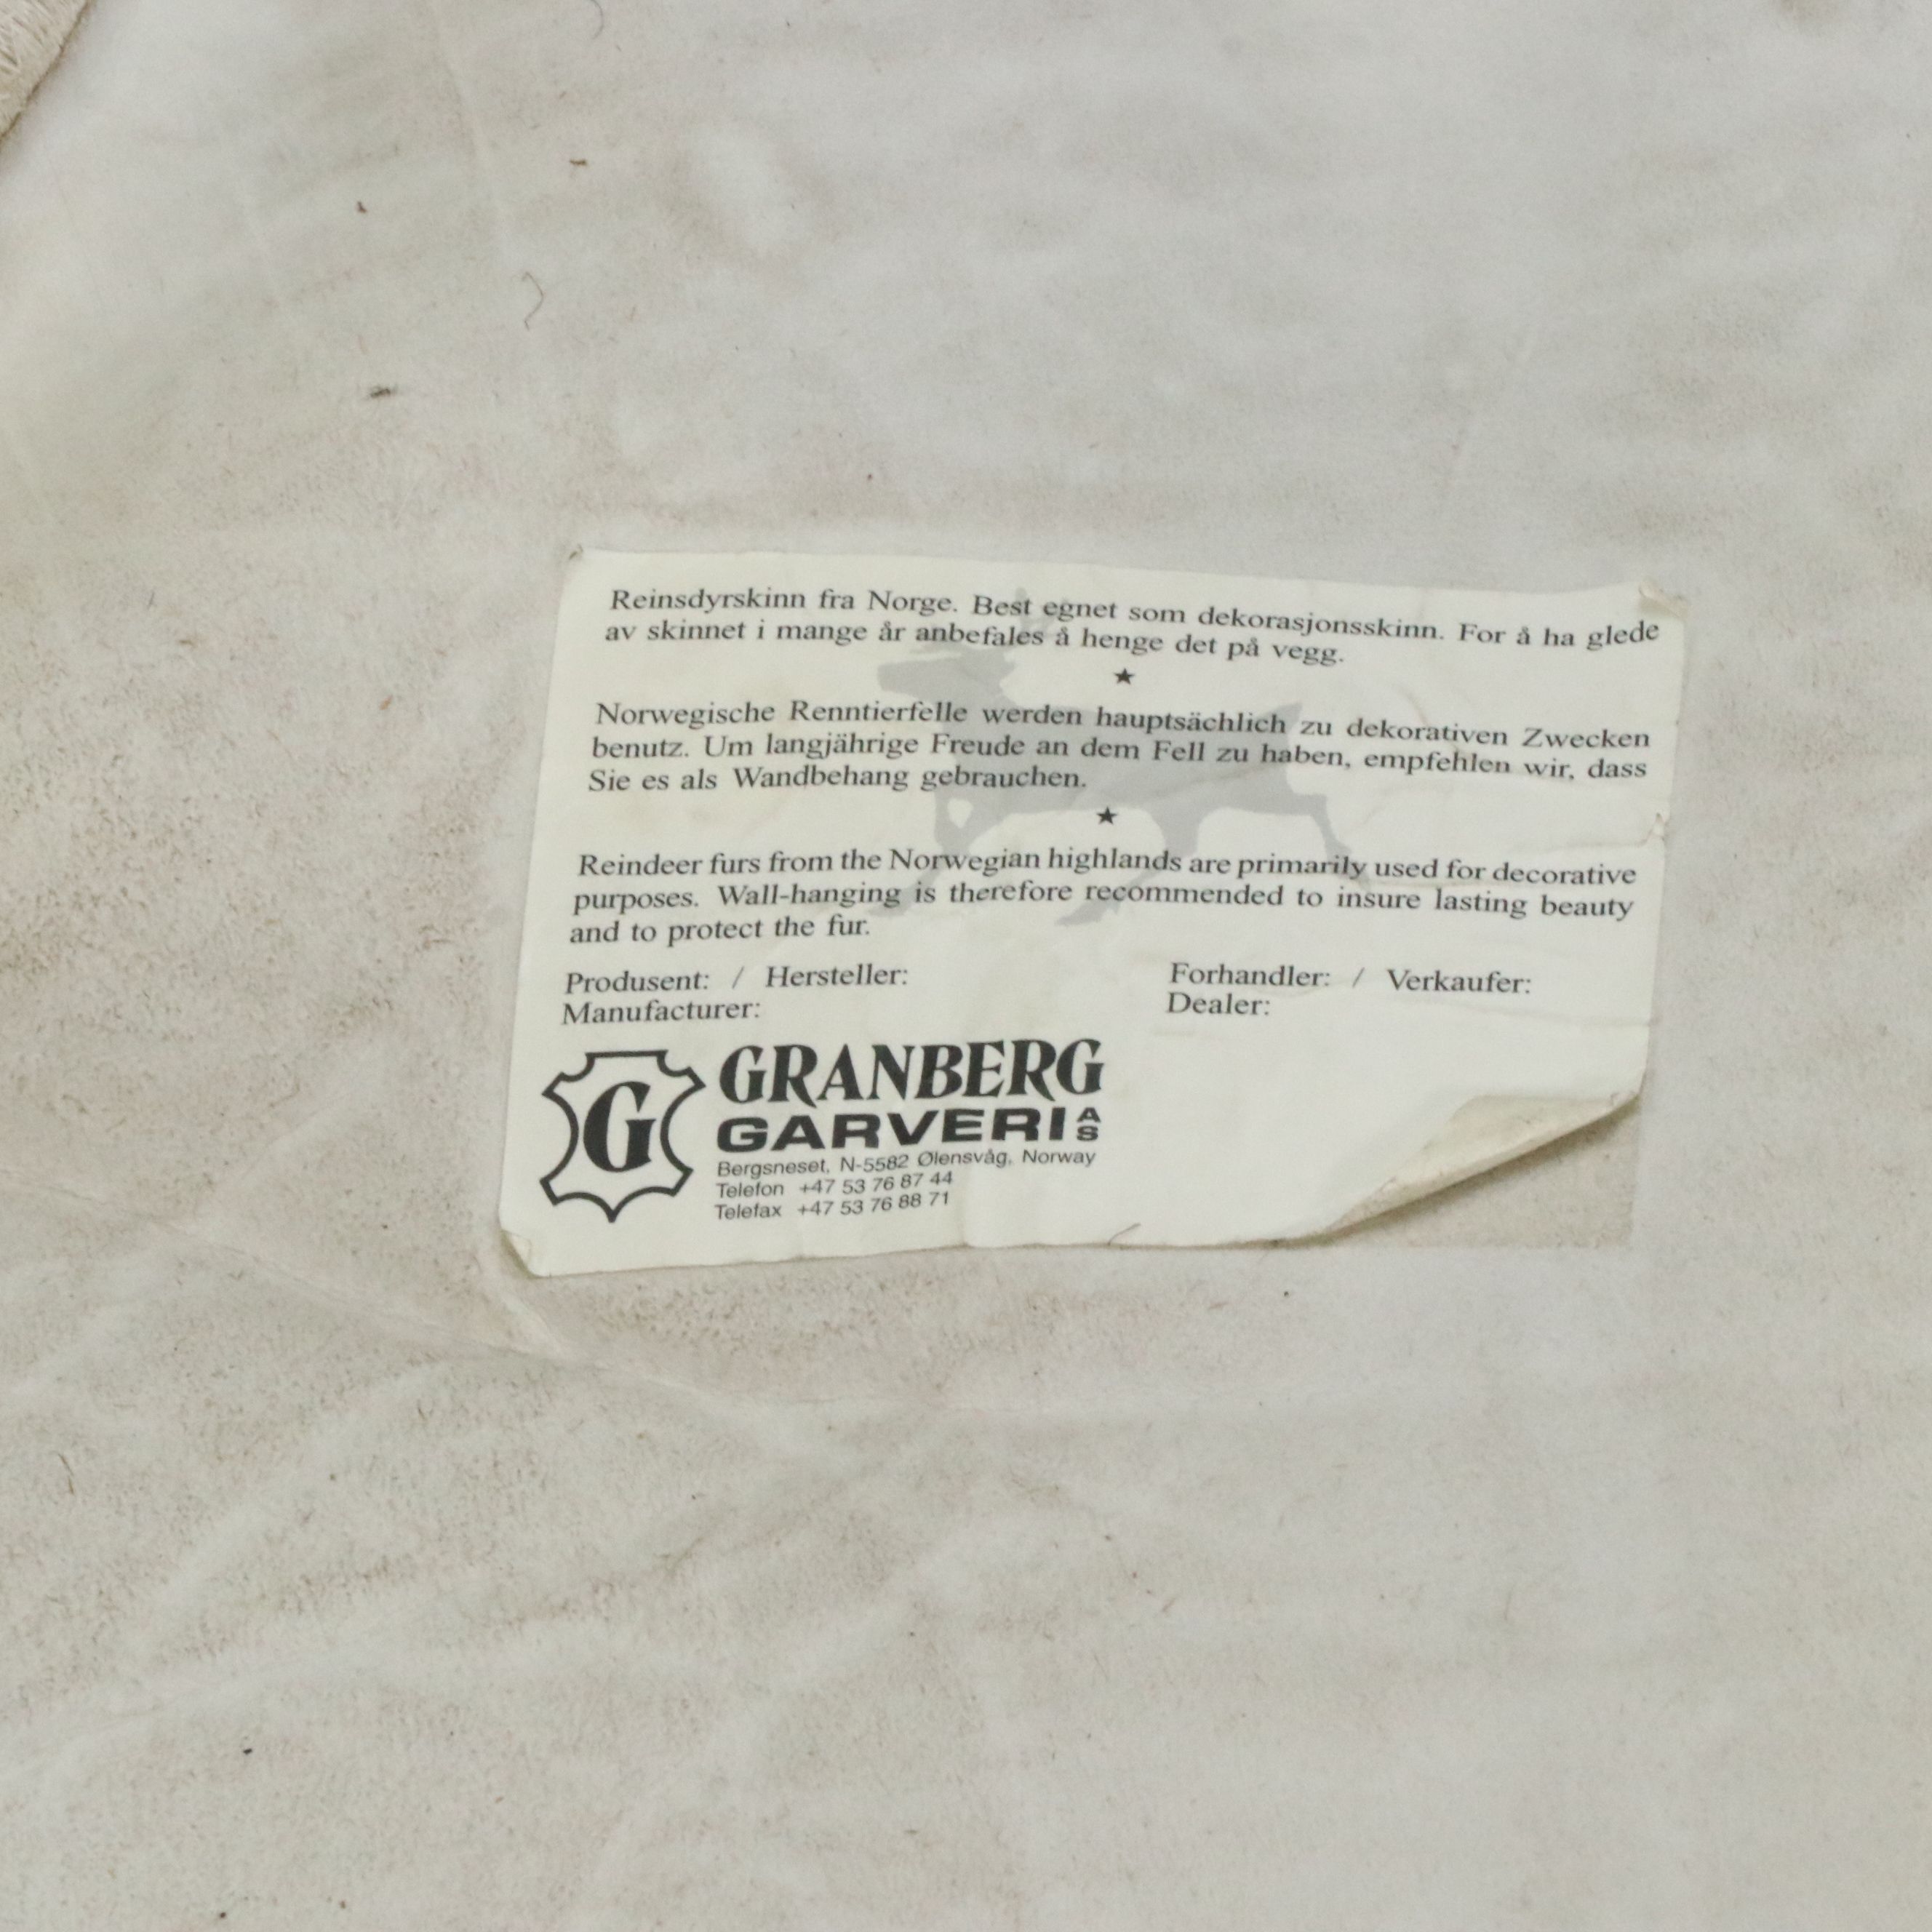 Reinsdyrskinn fra Norge. Best egnet som dekorasjonsskinn. For å ha glede
av skinnet i mange år anbefales å henge det på vegg.
★
Norwegische Renntierfelle werden hauptsächlich zu dekorativen Zwecken
benutz. Um langjährige Freude an dem Fell zu haben, empfehlen wir, dass
Sie es als Wandbehang gebrauchen.
★
Reindeer furs from the Norwegian highlands are primarily used for decorative
purposes. Wall-hanging is therefore recommended to insure lasting beauty
and to protect the fur.
Produsent: / Hersteller:
Manufacturer:
Forhandler: / Verkaufer:
Dealer:
G
GRANBERG
GARVERI AS
Bergsneset, N-5582 Ølensvåg, Norway
Telefon +47 53 76 87 44
Telefax +47 53 76 88 71